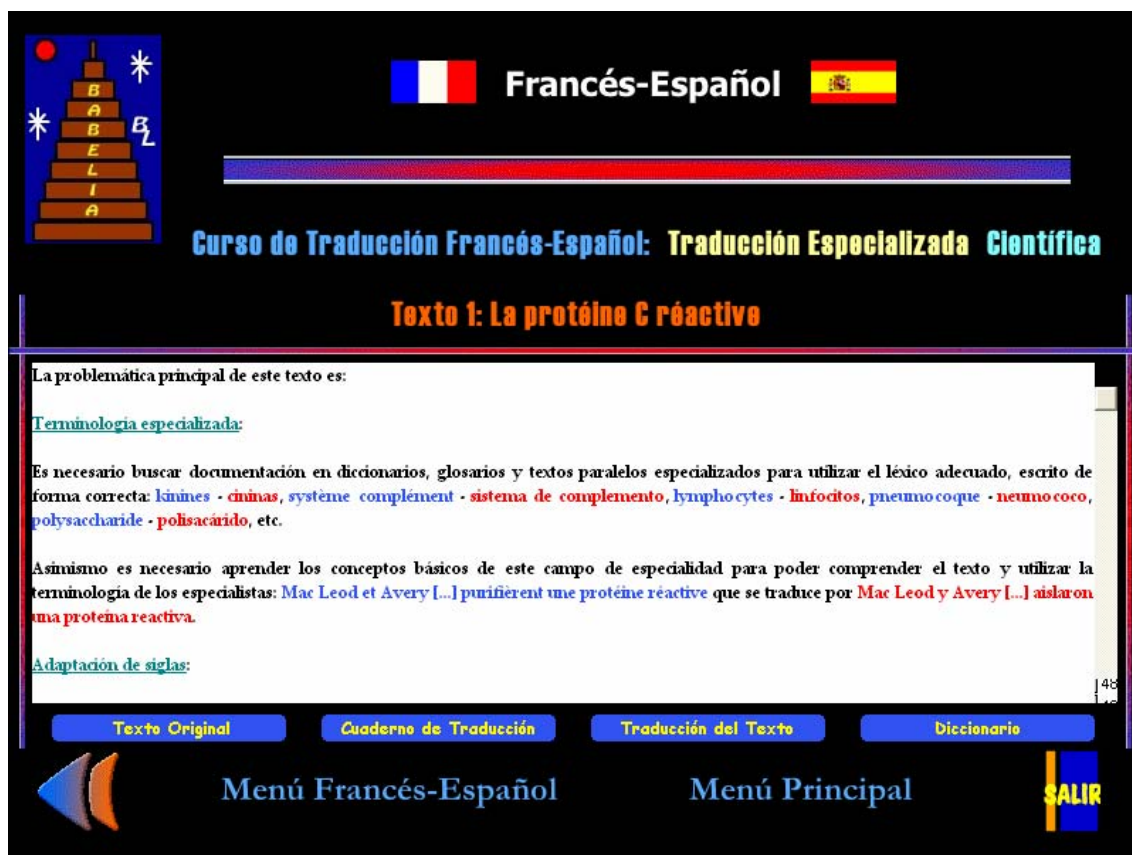 BABELIA
BL
Francés-Español
Curso de Traducción Francés-Español: Traducción Especializada Científica
Texto 1: La protéine C réactive
La problemática principal de este texto es:
Terminología especializada:
Es necesario buscar documentación en diccionarios, glosarios y textos paralelos especializados para utilizar el léxico adecuado, escrito de
forma correcta: kinines - cininas, système complément - sistema de complemento, lymphocytes - linfocitos, pneumocoque - neumococo,
polysaccharide - polisacárido, etc.
Asimismo es necesario aprender los conceptos básicos de este campo de especialidad para poder comprender el texto y utilizar la
terminología de los especialistas: Mac Leod et Avery [...] purifièrent une protéine réactive que se traduce por Mac Leod y Avery [...] aislaron
una proteína reactiva.
Adaptación de siglas:
48
Texto Original Cuaderno de Traducción Traducción del Texto Diccionario
Menú Francés-Español Menú Principal SALIR